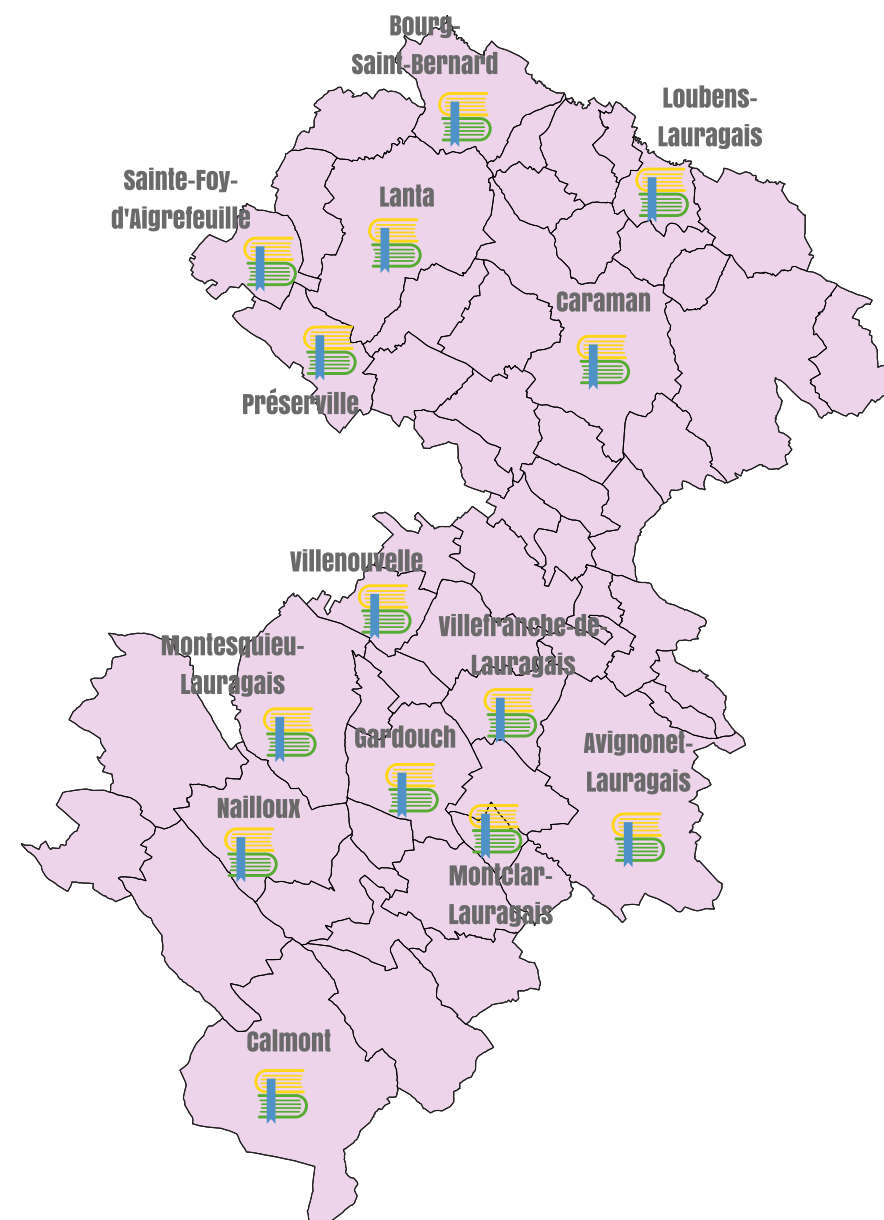 Bourg-
Saint-Bernard
Loubens-
Lauragais
Sainte-Foy-
d'Aigrefeuille
Lanta
Caraman
Préserville
Villenouvelle
Villefranche-de-
Lauragais
Montesquieu-
Lauragais
Gardouch
Avignonet-
Lauragais
Nailloux
Montclar-
Lauragais
Calmont